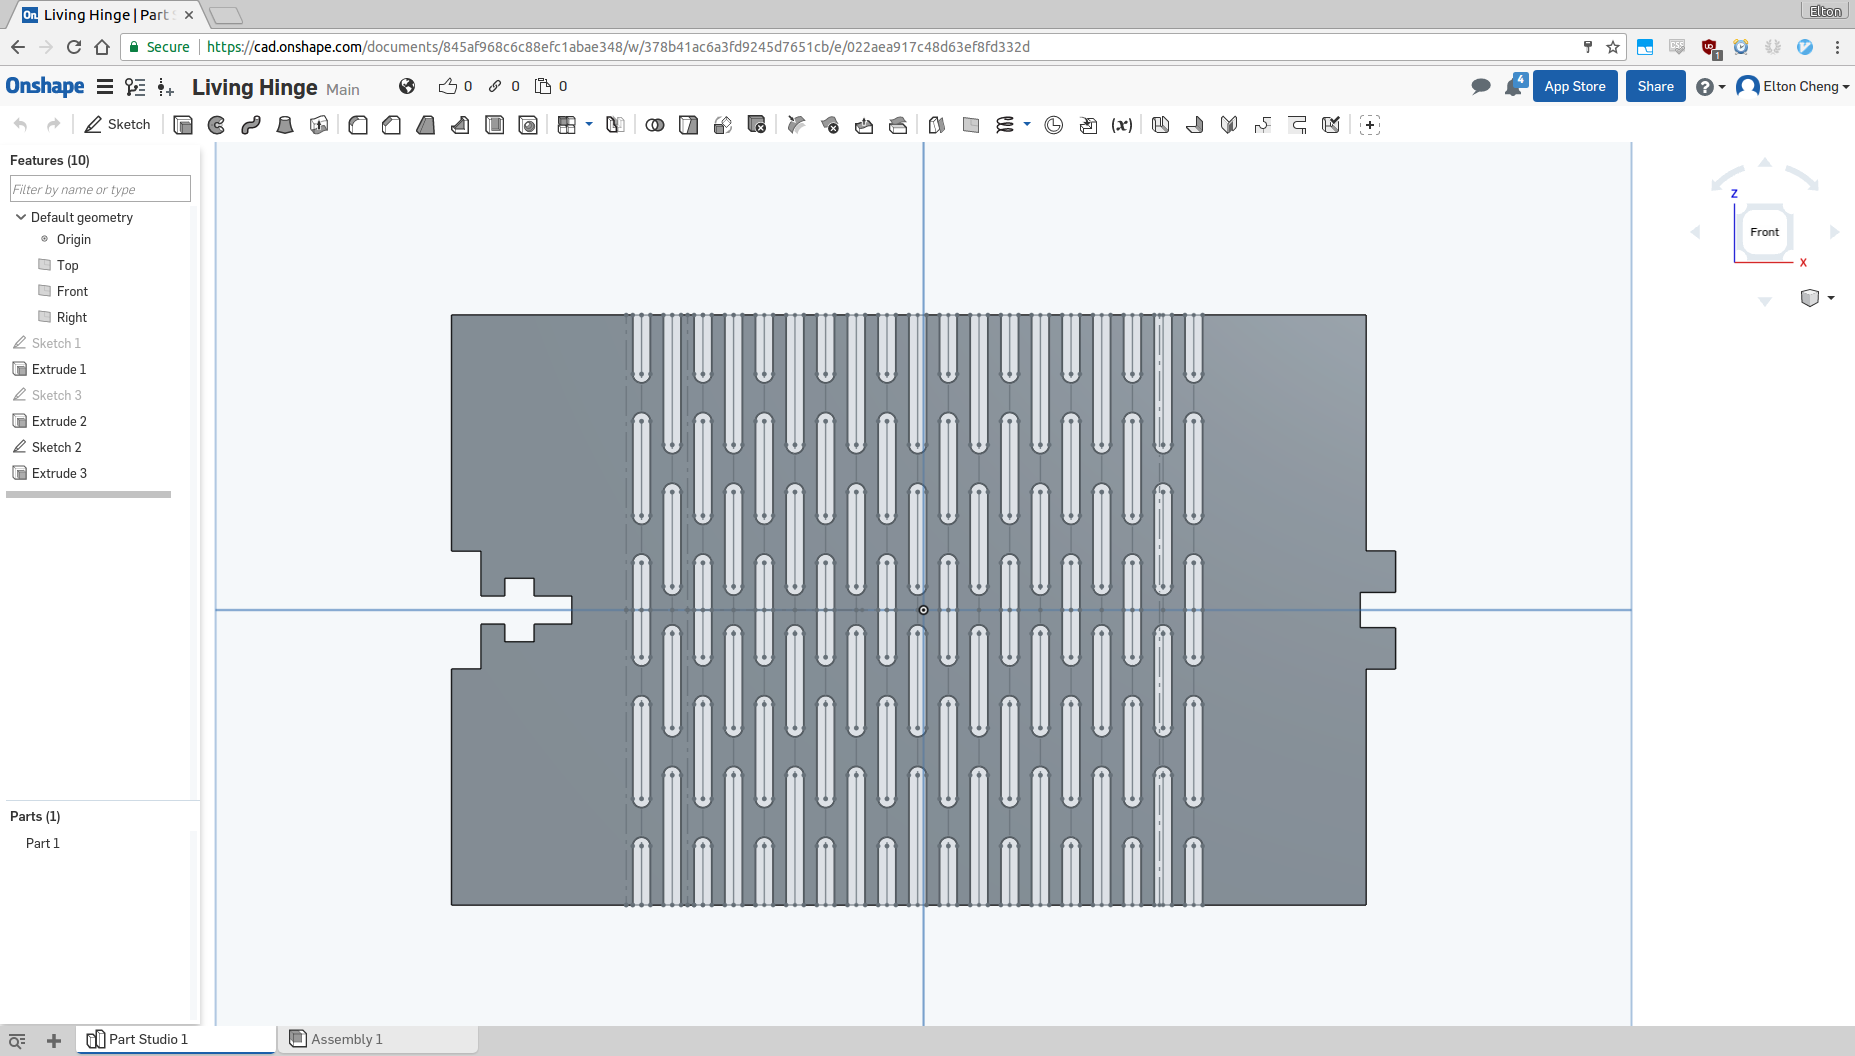 On Living Hinge | Part
Elton
Secure https://cad.onshape.com/documents/845af968c6c88efc1abae348/w/378b41ac6a3fd9245d7651cb/e/022aea917c48d63ef8fd332d
1
Onshape Living Hinge Main 0 0 0 4 App Store Share ? Elton Cheng
Sketch (x)
Features (10)
Filter by name or type
Default geometry
Origin
Top
Front
Right
Sketch 1
Extrude 1
Sketch 3
Extrude 2
Sketch 2
Extrude 3
Z
Front
X
Parts (1)
Part 1
Part Studio 1 Assembly 1